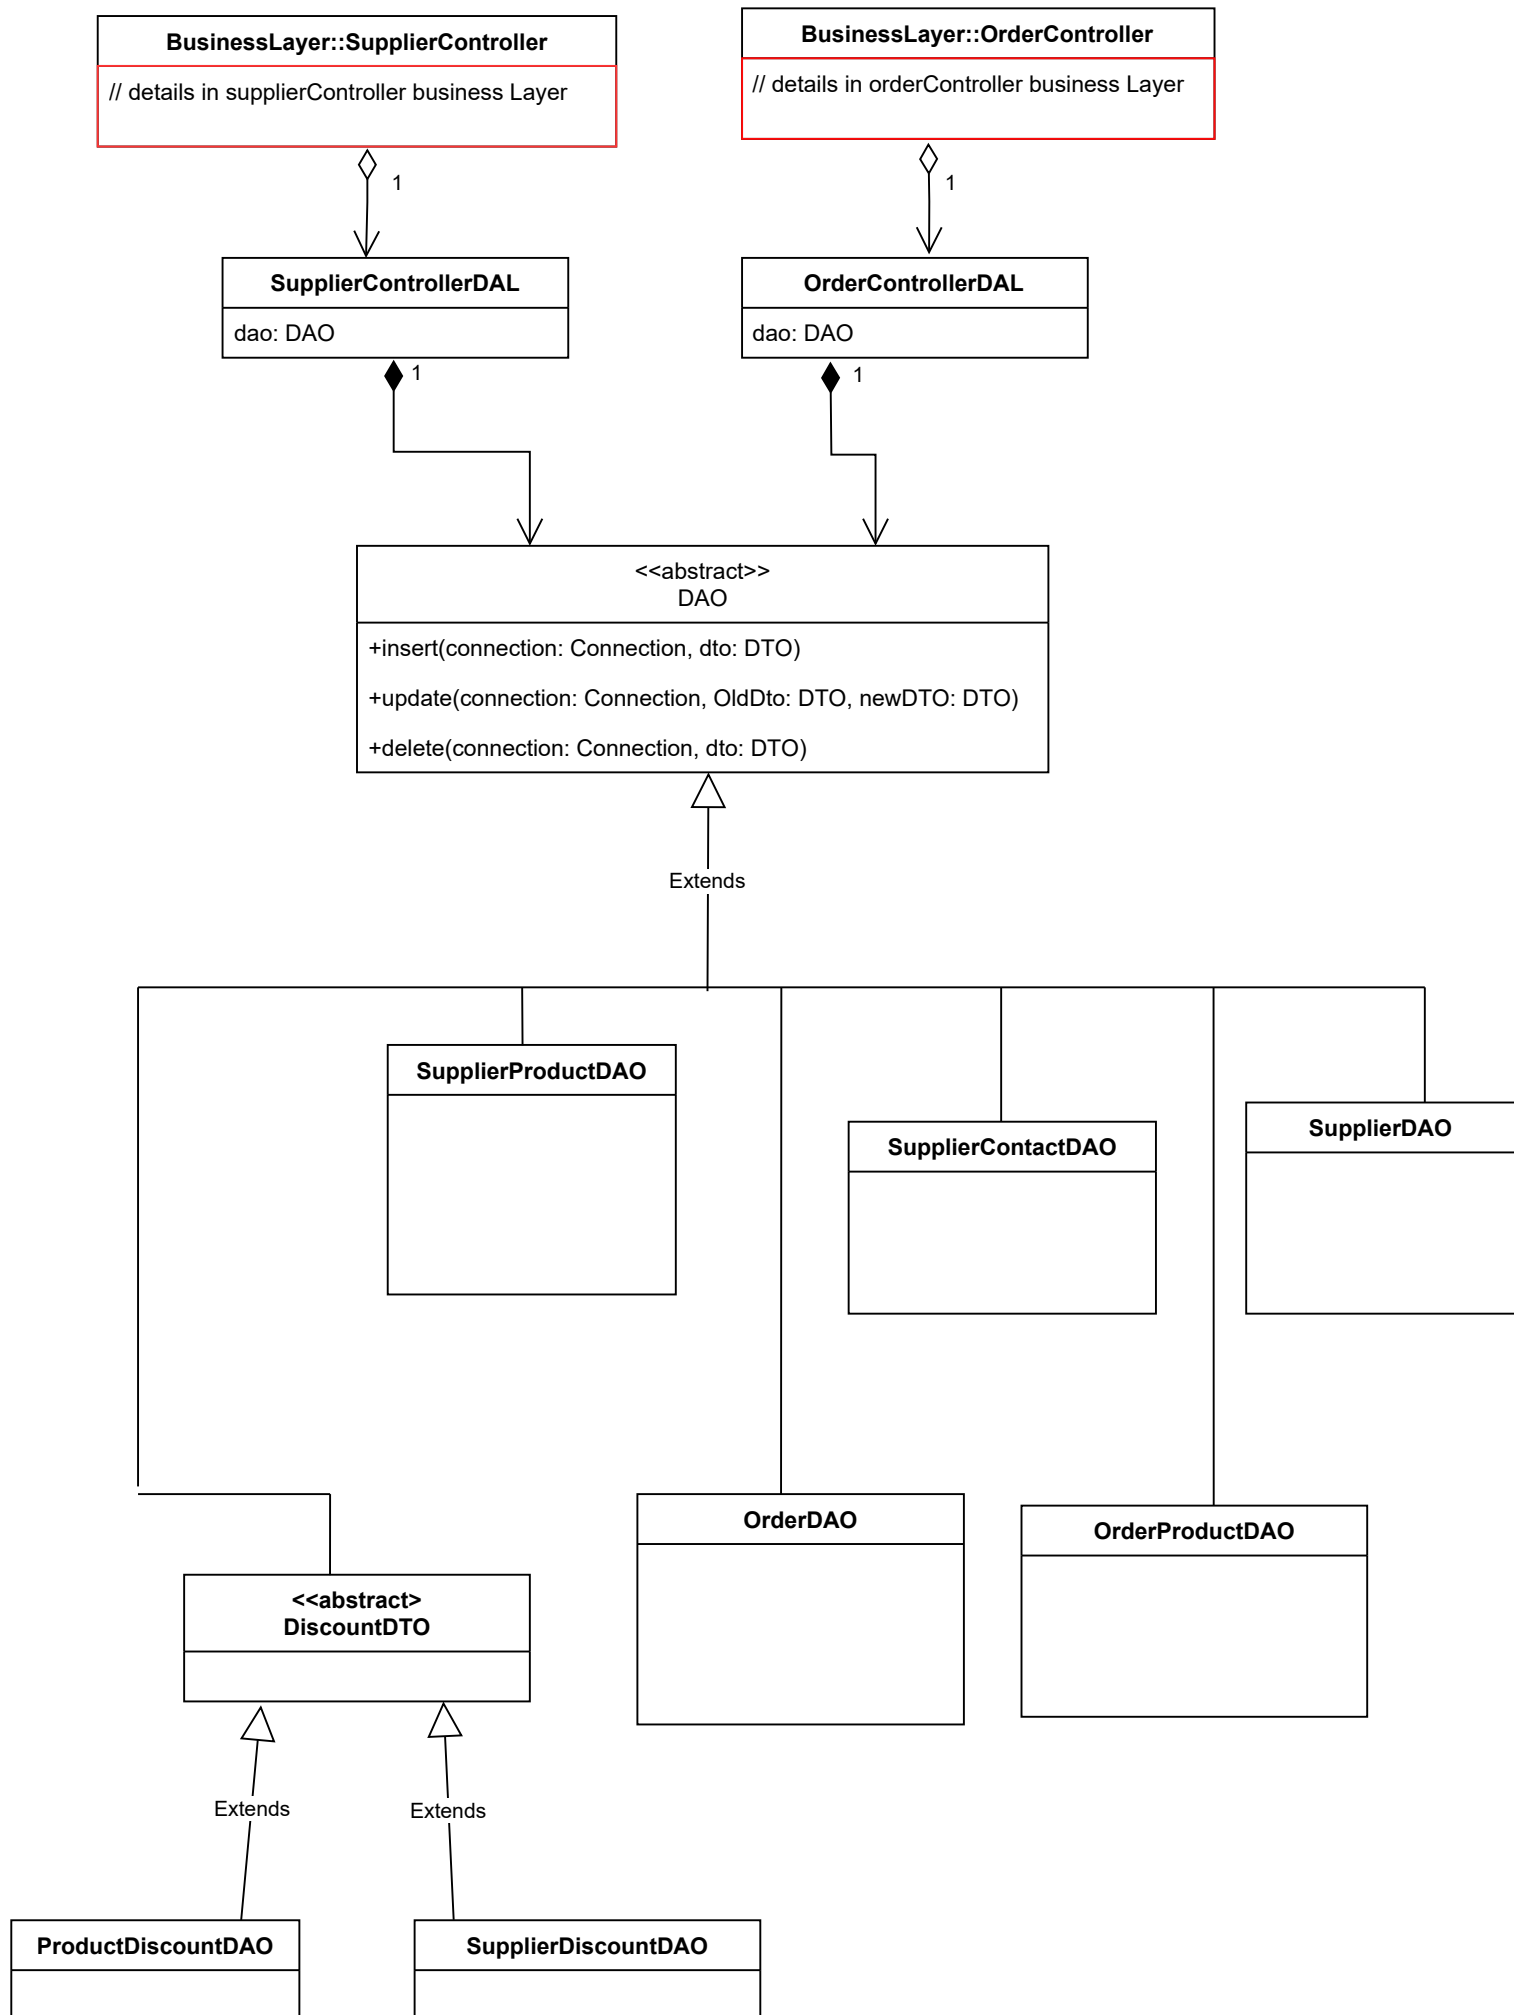 BusinessLayer::SupplierController
// details in supplierController business Layer
BusinessLayer::OrderController
// details in orderController business Layer
1
1
SupplierControllerDAL
dao: DAO
OrderControllerDAL
dao: DAO
1
1
<<abstract>>
DAO
+insert(connection: Connection, dto: DTO)
+update(connection: Connection, OldDto: DTO, newDTO: DTO)
+delete(connection: Connection, dto: DTO)
Extends
SupplierProductDAO
SupplierContactDAO
SupplierDAO
OrderDAO
OrderProductDAO
<<abstract>
DiscountDTO
Extends
Extends
ProductDiscountDAO
SupplierDiscountDAO